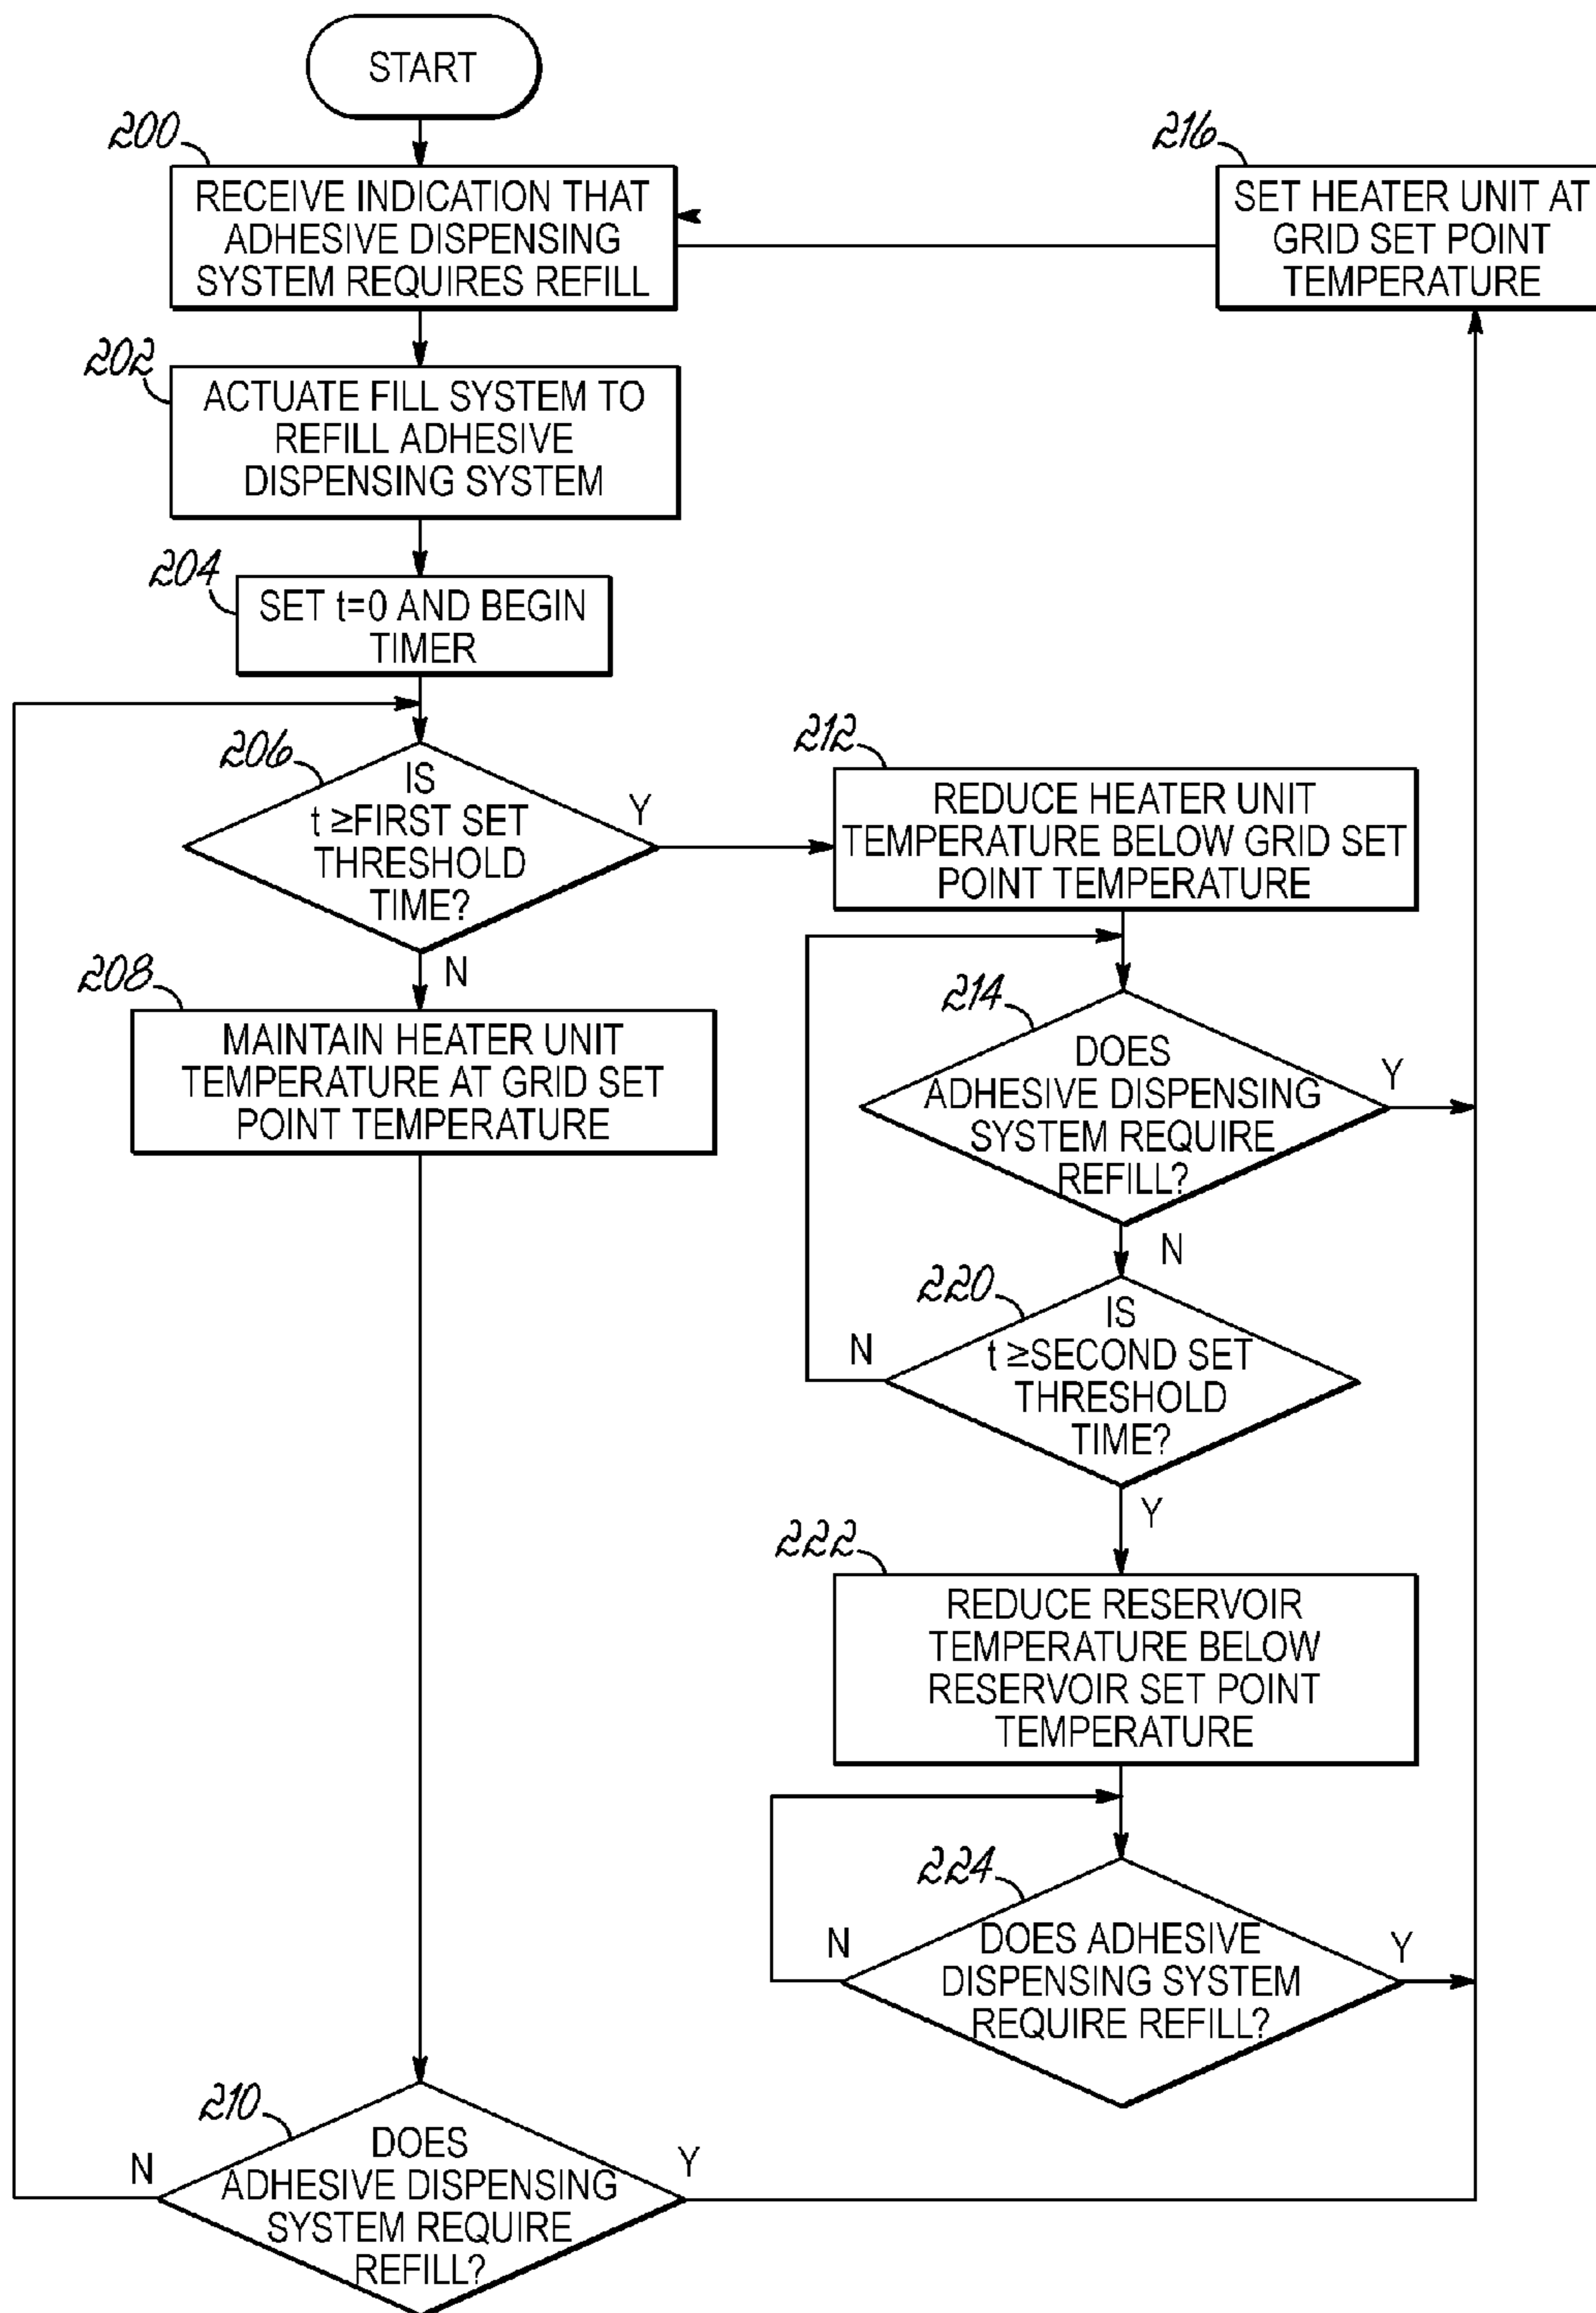 START
200
RECEIVE INDICATION THAT
ADHESIVE DISPENSING
SYSTEM REQUIRES REFILL
216
SET HEATER UNIT AT
GRID SET POINT
TEMPERATURE
202
ACTUATE FILL SYSTEM TO
REFILL ADHESIVE
DISPENSING SYSTEM
204
SET t=0 AND BEGIN
TIMER
206
IS
t ≥FIRST SET
THRESHOLD
TIME?
Y
N
212
REDUCE HEATER UNIT
TEMPERATURE BELOW GRID SET
POINT TEMPERATURE
208
MAINTAIN HEATER UNIT
TEMPERATURE AT GRID SET
POINT TEMPERATURE
214
DOES
ADHESIVE DISPENSING
SYSTEM REQUIRE
REFILL?
Y
N
220
IS
t ≥SECOND SET
THRESHOLD
TIME?
N
Y
222
REDUCE RESERVOIR
TEMPERATURE BELOW
RESERVOIR SET POINT
TEMPERATURE
224
DOES ADHESIVE
DISPENSING SYSTEM
REQUIRE REFILL?
N
Y
210
DOES
ADHESIVE DISPENSING
SYSTEM REQUIRE
REFILL?
N
Y